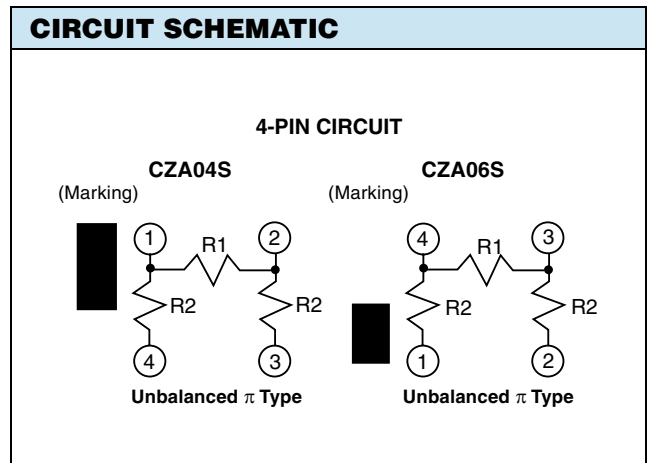 CIRCUIT SCHEMATIC
4-PIN CIRCUIT
CZA04S
CZA06S
(Marking)
(Marking)
1
R1
2
4
R1
3
R2
R2
R2
R2
4
3
1
2
Unbalanced π Type
Unbalanced π Type